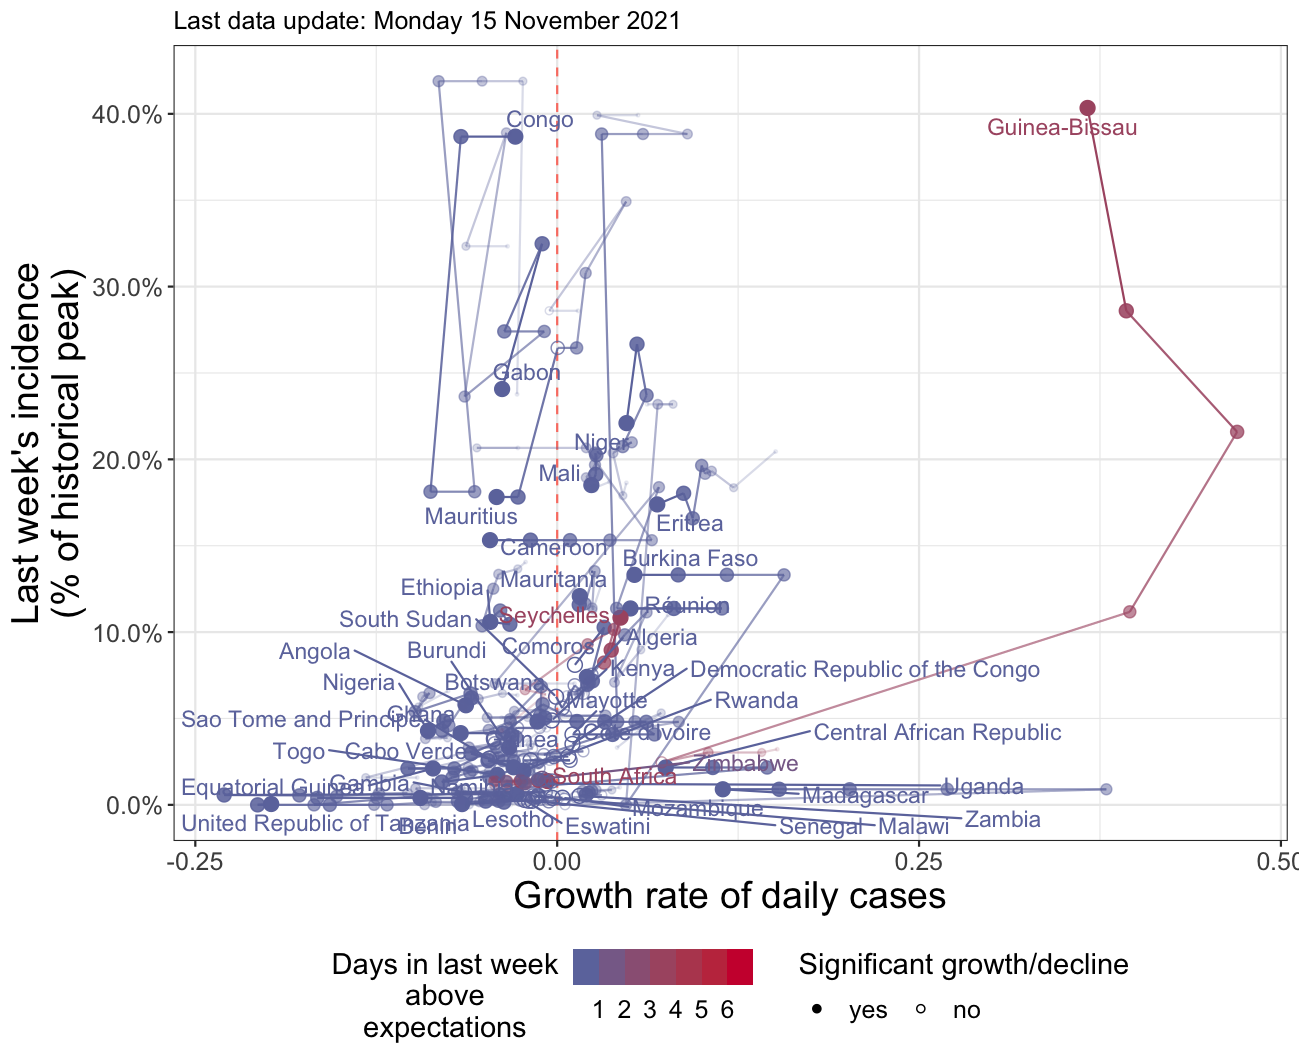 Last data update: Monday 15 November 2021
Last week's incidence
(% of historical peak)
40.0%
30.0%
20.0%
10.0%
0.0%
Congo
Guinea-Bissau
Gabon
Niger
Mali
Mauritius
Eritrea
Cameroon
Burkina Faso
Ethiopia
Mauritania
Réunion
South Sudan
Seychelles
Algeria
Angola
Burundi
Comoros
Kenya
Democratic Republic of the Congo
Nigeria
Botswana
Mayotte
Rwanda
Sao Tome and Principe
Ghana
Guinea
Central African Republic
Togo
Cabo Verde
Zimbabwe
Equatorial Guinea
Gambia
South Africa
Uganda
Madagascar
Mozambique
United Republic of Tanzania
Benin
Lesotho
Eswatini
Senegal
Malawi
Zambia
-0.25
0.00
0.25
0.50
Growth rate of daily cases
Days in last week
above
expectations
1 2 3 4 5 6
Significant growth/decline
yes
no